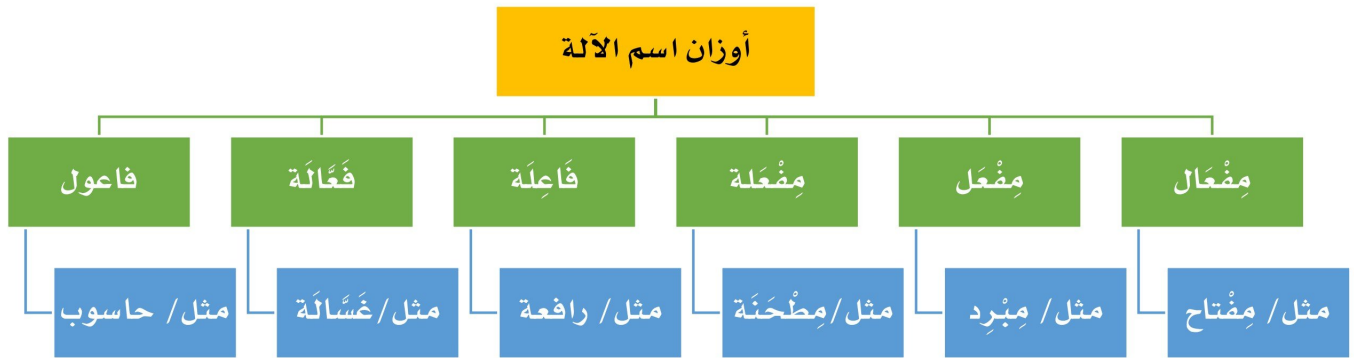 أوزان اسم الآلة
مِفْعَال
مِفْعَل
مِفْعَلة
فَاعِلَة
فَعَّالَة
فاعول
مثل/ مِفْتاح
مثل/ مِبْرِد
مثل/مِطْحَنَة
مثل/ رافعة
مثل/غَسَّالَة
مثل/ حاسوب